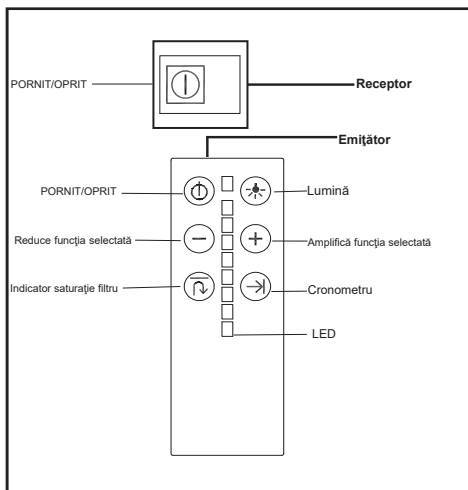 PORNIT/OPRIT
Receptor
Emiţător
PORNIT/OPRIT
Lumină
Reduce funcţia selectată
Amplifică funcţia selectată
Indicator saturaţie filtru
Cronometru
LED